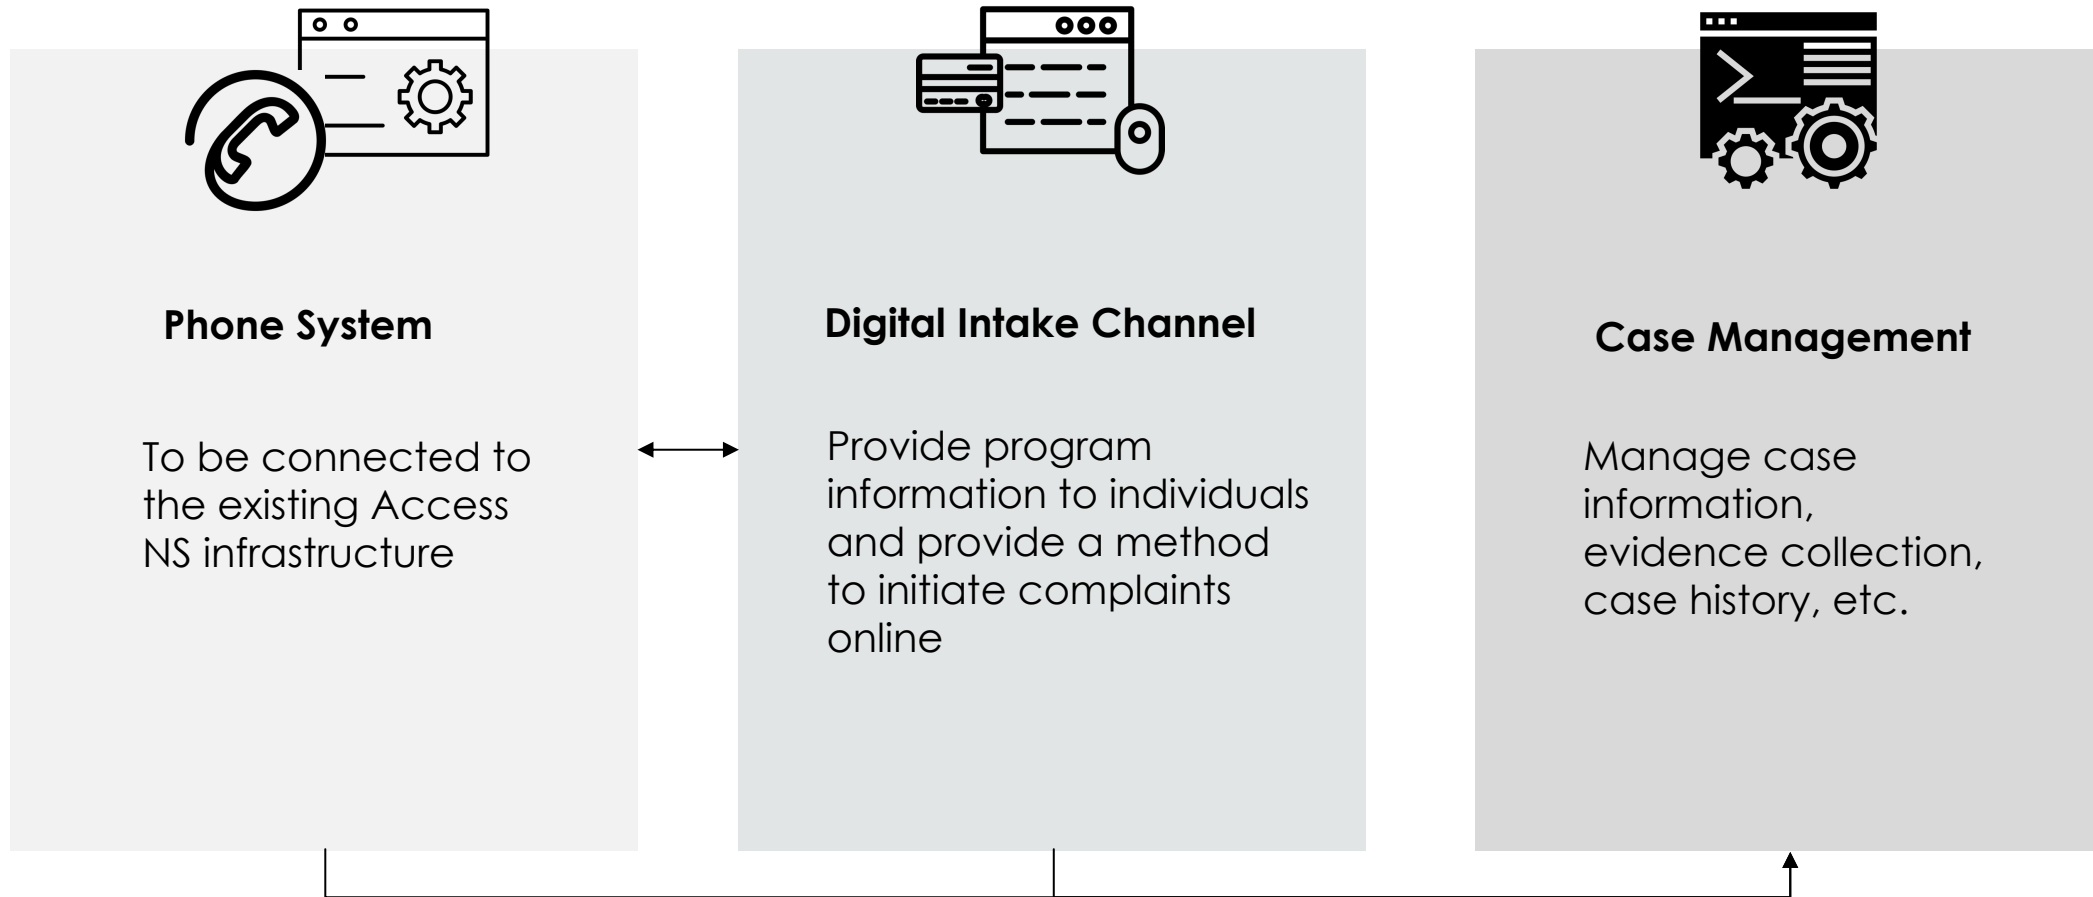 Phone System
To be connected to
the existing Access
NS infrastructure
Digital Intake Channel
Provide program
information to individuals
and provide a method
to initiate complaints
online
Case Management
Manage case
information,
evidence collection,
case history, etc.